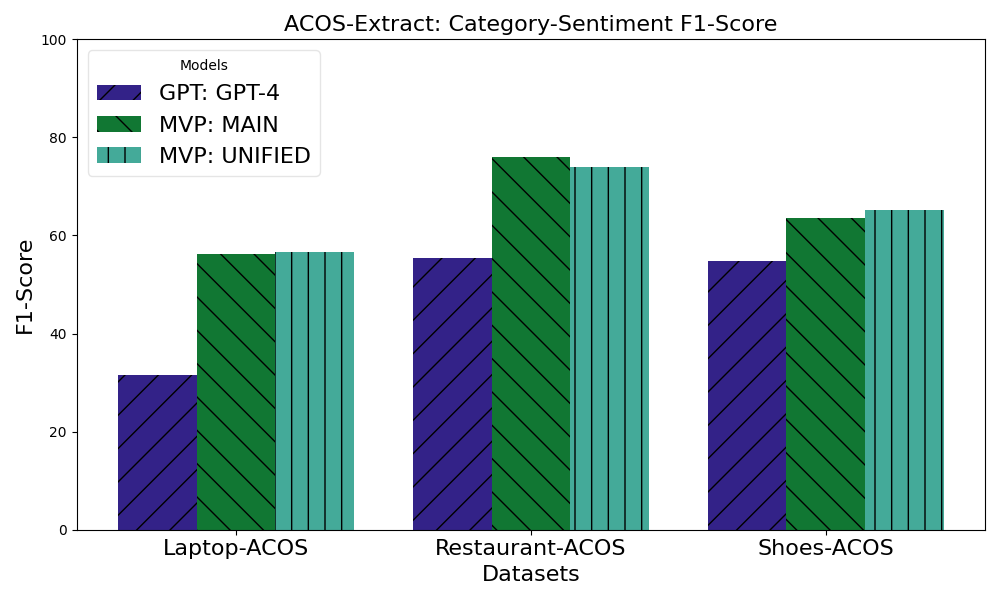 ACOS-Extract: Category-Sentiment F1-Score
100
80
60
40
20
0
F1-Score
Models
GPT: GPT-4
MVP: MAIN
MVP: UNIFIED
Laptop-ACOS
Restaurant-ACOS
Shoes-ACOS
Datasets